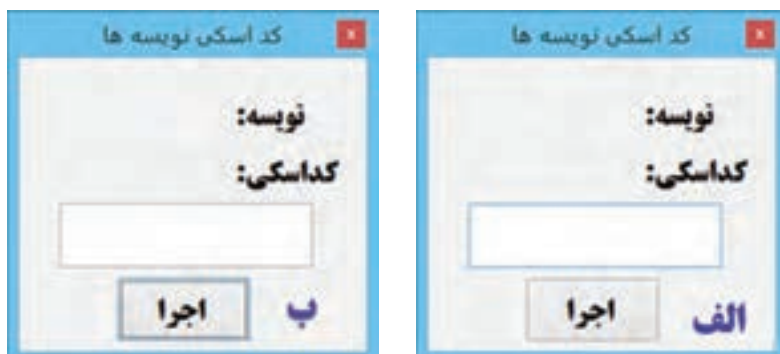 کد اسکی نویسه ها
نویسه:
کداسکی:
اجرا
الف
کد اسکی نویسه ها
نویسه:
کداسکی:
اجرا
ب